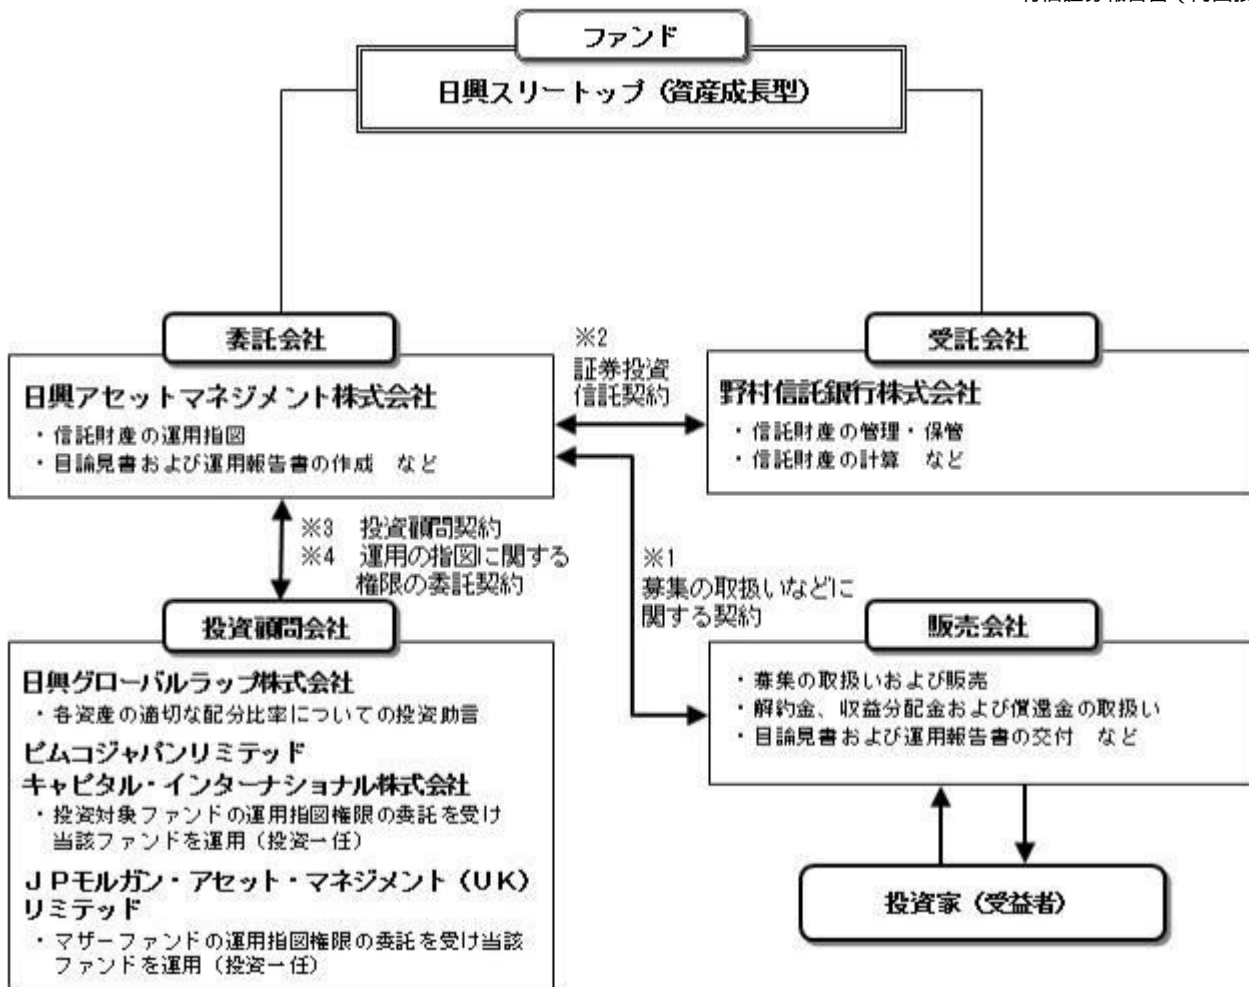 ファンド
日興スリートップ（資産成長型）
委託会社
日興アセットマネジメント株式会社
・信託財産の運用指図
・目論見書および運用報告書の作成　など
※2
証券投資
信託契約
受託会社
野村信託銀行株式会社
・信託財産の管理・保管
・信託財産の計算　など
※3　投資顧問契約
※4　運用の指図に関する
権限の委託契約
※1
募集の取扱いなどに
関する契約
投資顧問会社
日興グローバルラップ株式会社
・各資産の適切な配分比率についての投資助言
ピムコジャパンリミテッド
キャピタル・インターナショナル株式会社
・投資対象ファンドの運用指図権限の委託を受け
当該ファンドを運用（投資一任）
ＪＰモルガン・アセット・マネジメント（ＵＫ）
リミテッド
・マザーファンドの運用指図権限の委託を受け当該
ファンドを運用（投資一任）
販売会社
・募集の取扱いおよび販売
・解約金、収益分配金および償還金の取扱い
・目論見書および運用報告書の交付　など
投資家（受益者）